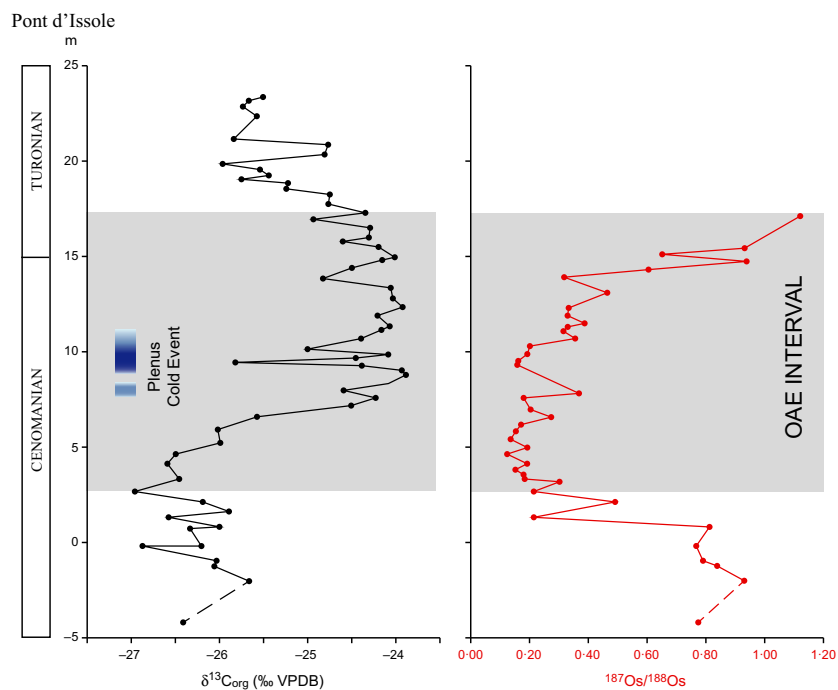 Pont d'Issole
m
25
20
15
10
5
0
–5
TURONIAN
CENOMANIAN
Plenus
Cold Event
OAE INTERVAL
–27 –26 –25 –24
δ13Corg (‰ VPDB)
0·00 0·20 0·40 0·60 0·80 1·00 1·20
187Os/188Os